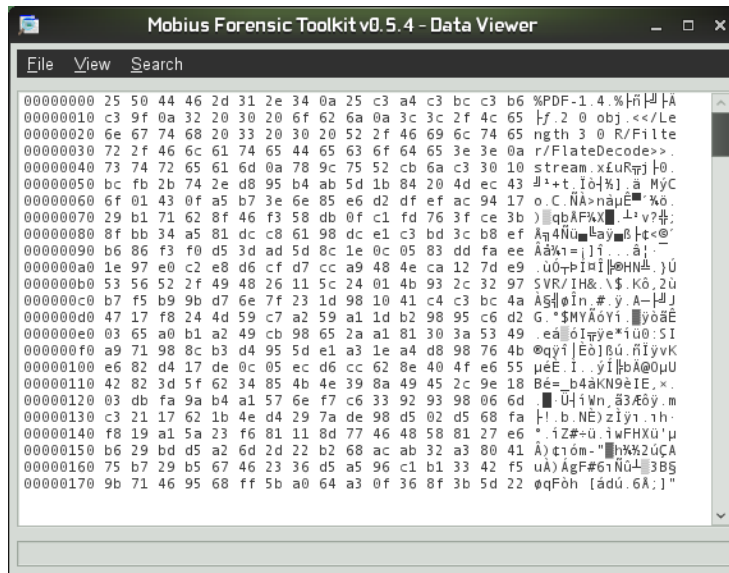 Mobius Forensic Toolkit v0.5.4 - Data Viewer
File View Search
00000000 25 50 44 46 2d 31 2e 34 0a 25 c3 a4 c3 bc c3 b6 %PDF-1.4.%├ñ├╝├Â
00000010 c3 9f 0a 32 20 30 20 6f 62 6a 0a 3c 3c 2f 4c 65 ├ƒ.2 0 obj.<</Le
00000020 6e 67 74 68 20 33 20 30 20 52 2f 46 69 6c 74 65 ngth 3 0 R/Filte
00000030 72 2f 46 6c 61 74 65 44 65 63 6f 64 65 3e 3e 0a r/FlateDecode>>.
00000040 73 74 72 65 61 6d 0a 78 9c 75 52 cb 6a c3 30 10 stream.x£uR╦j├0.
00000050 bc fb 2b 74 2e d8 95 b4 ab 5d 1b 84 20 4d ec 43
00000060 6f 01 43 0f a5 b7 3e 6e 85 e6 d2 df ef ac 94 17
00000070 29 b1 71 62 8f 46 f3 58 db 0f c1 fd 76 3f ce 3b
00000080 8f bb 34 a5 81 dc c8 61 98 dc e1 c3 bd 3c b8 ef
00000090 b6 86 f3 f0 d5 3d ad 5d 8c 1e 0c 05 83 dd fa ee
000000a0 1e 97 e0 c2 e8 d6 cf d7 cc a9 48 4e ca 12 7d e9
000000b0 53 56 52 2f 49 48 26 11 5c 24 01 4b 93 2c 32 97 SVR/IH&.\$.Kô,2ù
000000c0 b7 f5 b9 9b d7 6e 7f 23 1d 98 10 41 c4 c3 bc 4a
000000d0 47 17 f8 24 4d 59 c7 a2 59 a1 1d b2 98 95 c6 d2
000000e0 03 65 a0 b1 a2 49 cb 98 65 2a a1 81 30 3a 53 49
000000f0 a9 71 98 8c b3 d4 95 5d e1 a3 1e a4 d8 98 76 4b
00000100 e6 82 d4 17 de 0c 05 ec d6 cc 62 8e 40 4f e6 55
00000110 42 82 3d 5f 62 34 85 4b 4e 39 8a 49 45 2c 9e 18 Bé=_b4àKN9èIE,×.
00000120 03 db fa 9a b4 a1 57 6e f7 c6 33 92 93 98 06 6d
00000130 c3 21 17 62 1b 4e d4 29 7a de 98 d5 02 d5 68 fa
00000140 f8 19 a1 5a 23 f6 81 11 8d 77 46 48 58 81 27 e6
00000150 b6 29 bd d5 a2 6d 2d 22 b2 68 ac ab 32 a3 80 41
00000160 75 b7 29 b5 67 46 23 36 d5 a5 96 c1 b1 33 42 f5
00000170 9b 71 46 95 68 ff 5b a0 64 a3 0f 36 8f 3b 5d 22